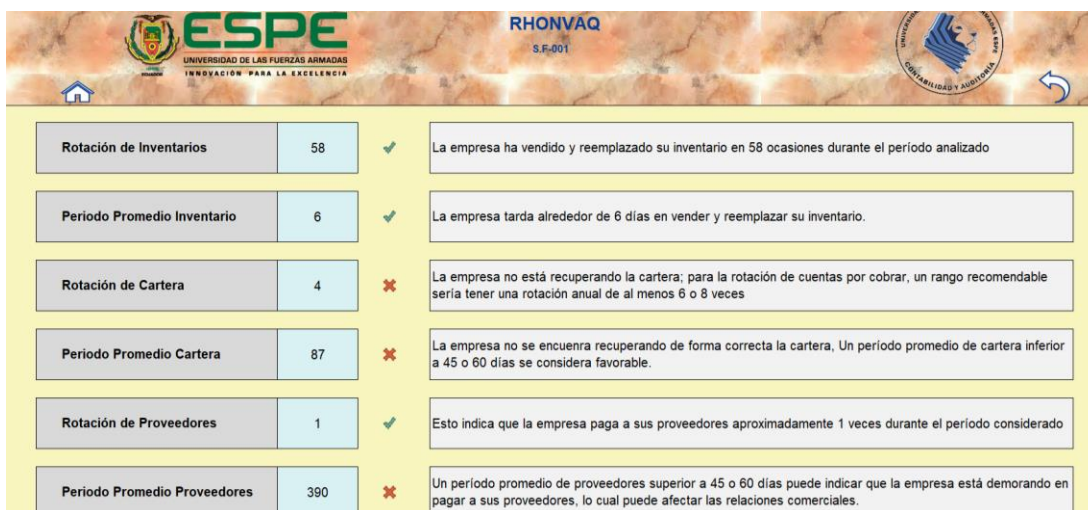 ESPE
UNIVERSIDAD DE LAS FUERZAS ARMADAS
INNOVACIÓN PARA LA EXCELENCIA
ECUADOR
RHONVAQ
S.F-001
CONTABILIDAD Y AUDITORÍA
Rotación de Inventarios 58 La empresa ha vendido y reemplazado su inventario en 58 ocasiones durante el período analizado
Periodo Promedio Inventario 6 La empresa tarda alrededor de 6 días en vender y reemplazar su inventario.
Rotación de Cartera 4 La empresa no está recuperando la cartera; para la rotación de cuentas por cobrar, un rango recomendable
sería tener una rotación anual de al menos 6 o 8 veces
Periodo Promedio Cartera 87 La empresa no se encuenra recuperando de forma correcta la cartera, Un período promedio de cartera inferior
a 45 o 60 días se considera favorable.
Rotación de Proveedores 1 Esto indica que la empresa paga a sus proveedores aproximadamente 1 veces durante el período considerado
Periodo Promedio Proveedores 390 Un período promedio de proveedores superior a 45 o 60 días puede indicar que la empresa está demorando en
pagar a sus proveedores, lo cual puede afectar las relaciones comerciales.